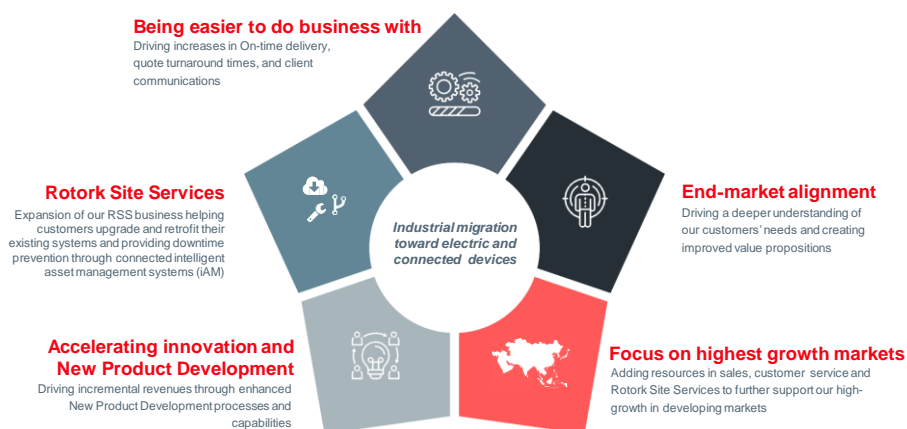 Being easier to do business with
Driving increases in On-time delivery,
quote turnaround times, and client
communications
Rotork Site Services
Expansion of our RSS business helping
customers upgrade and retrofit their
existing systems and providing downtime
prevention through connected intelligent
asset management systems (iAM)
Industrial migration
toward electric and
connected devices
End-market alignment
Driving a deeper understanding of
our customers' needs and creating
improved value propositions
Accelerating innovation and
New Product Development
Driving incremental revenues through enhanced
New Product Development processes and
capabilities
Focus on highest growth markets
Adding resources in sales, customer service and
Rotork Site Services to further support our high-
growth in developing markets